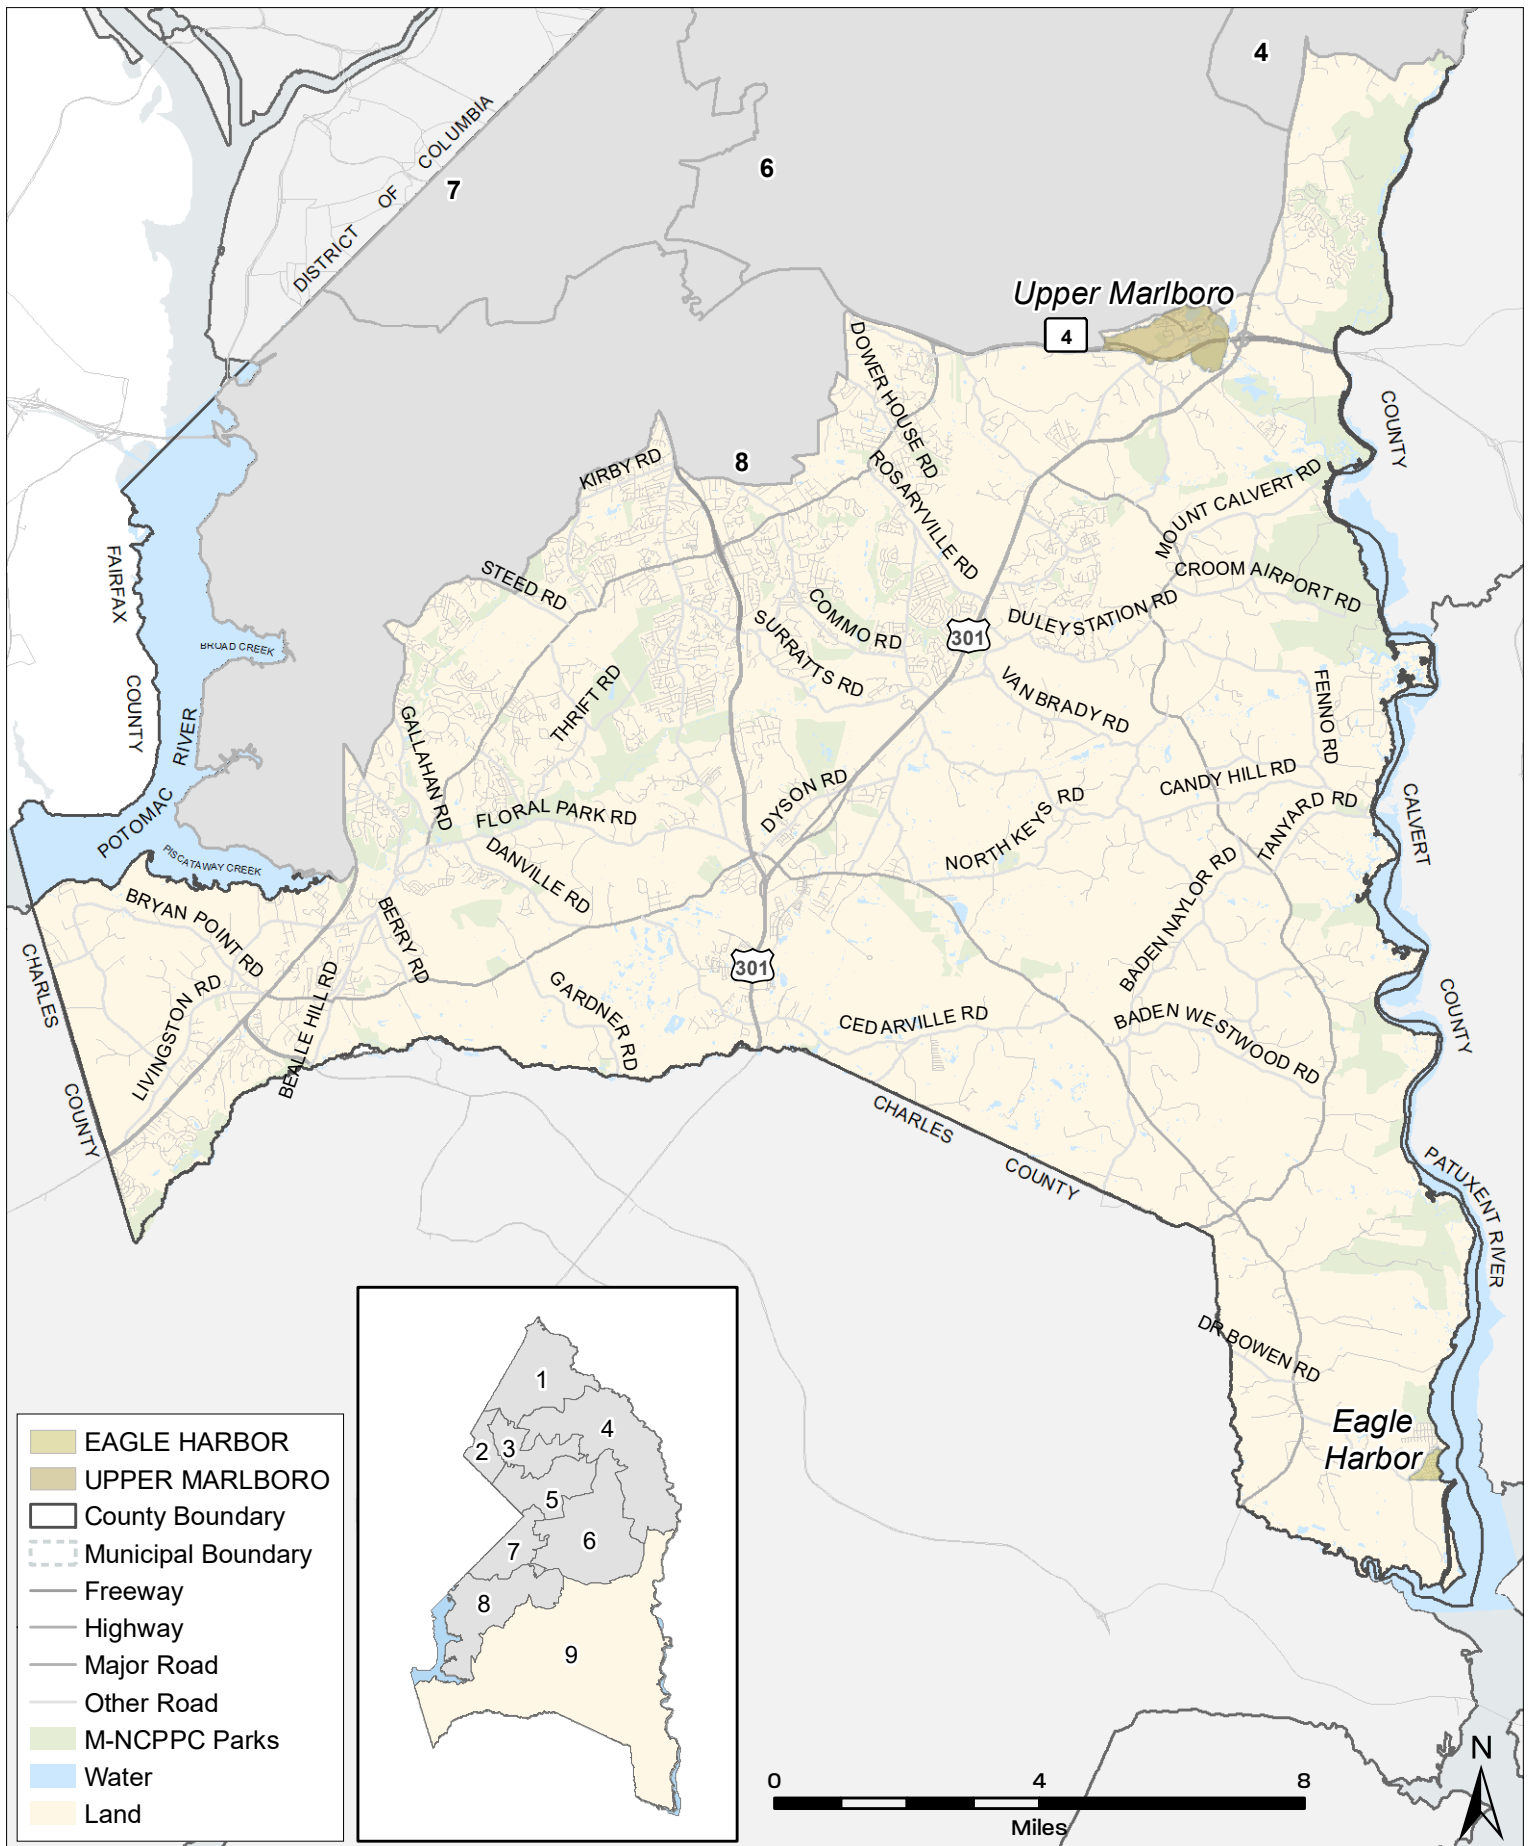 4
6
7
DISTRICT OF COLUMBIA
Upper Marlboro
4
DOWER HOUSE RD
COUNTY
8
KIRBY RD
ROSARYVILLE RD
MOUNT CALVERT RD
FAIRFAX
COUNTY
STEED RD
CROOM AIRPORT RD
COMMO RD
DULEY STATION RD
SURRATTS RD
301
BROAD CREEK
VAN BRADY RD
FENNO RD
THRIFT RD
GALLAHAN RD
POTOMAC RIVER
CANDY HILL RD
DYSON RD
FLORAL PARK RD
NORTH KEYS RD
TANYARD RD
CALVERT
COUNTY
PISCATAWAY CREEK
DANVILLE RD
BADEN NAYLOR RD
BRYAN POINT RD
BERRY RD
301
CHARLES
COUNTY
LIVINGSTON RD
BEALLE HILL RD
GARDNER RD
CEDARVILLE RD
BADEN WESTWOOD RD
CHARLES
COUNTY
PATUXENT RIVER
DR BOWEN RD
Eagle
Harbor
1
2
3
4
5
6
7
8
9
EAGLE HARBOR
UPPER MARLBORO
County Boundary
Municipal Boundary
Freeway
Highway
Major Road
Other Road
M-NCPPC Parks
Water
Land
0 4 8
Miles
N